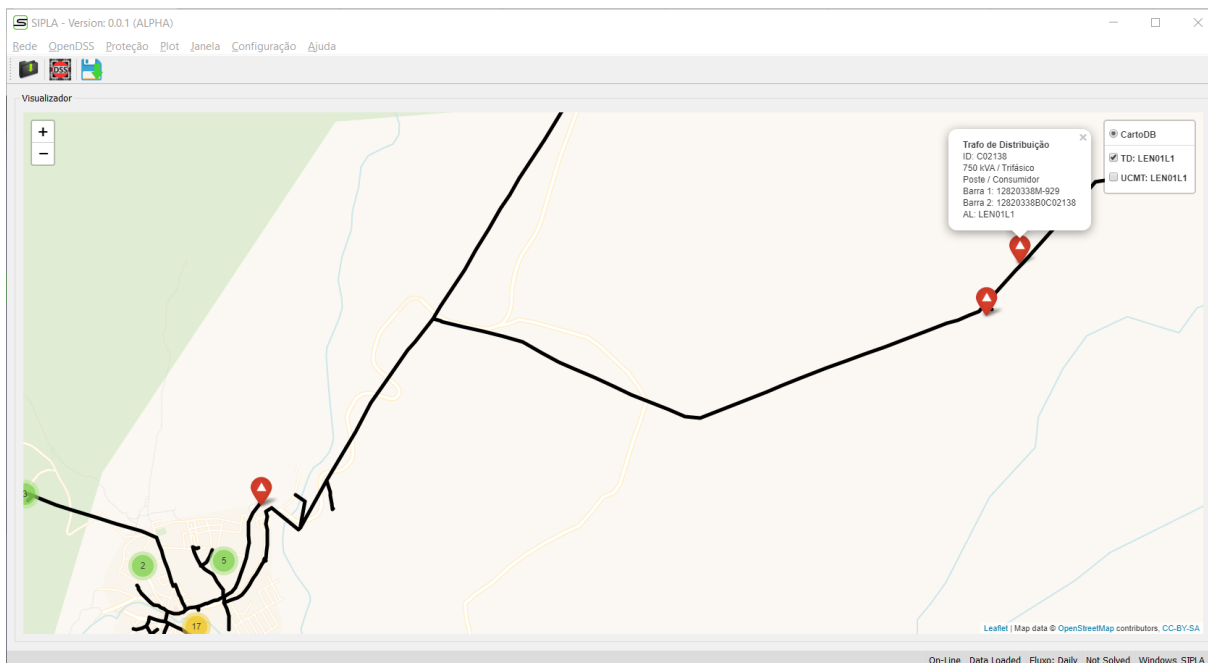 SIPLA - Version: 0.0.1 (ALPHA)
Rede OpenDSS Proteção Plot Janela Configuração Ajuda
DSS
Visualizador
+
−
Trafo de Distribuição
ID: C02138
750 kVA / Trifásico
Poste / Consumidor
Barra 1: 12820338M-929
Barra 2: 12820338B0C02138
AL: LEN01L1
×
CartoDB
TD: LEN01L1
UCMT: LEN01L1
2
5
17
Leaflet | Map data © OpenStreetMap contributors, CC-BY-SA
On-Line Data Loaded Fluxo: Daily Not Solved Windows SIPLA